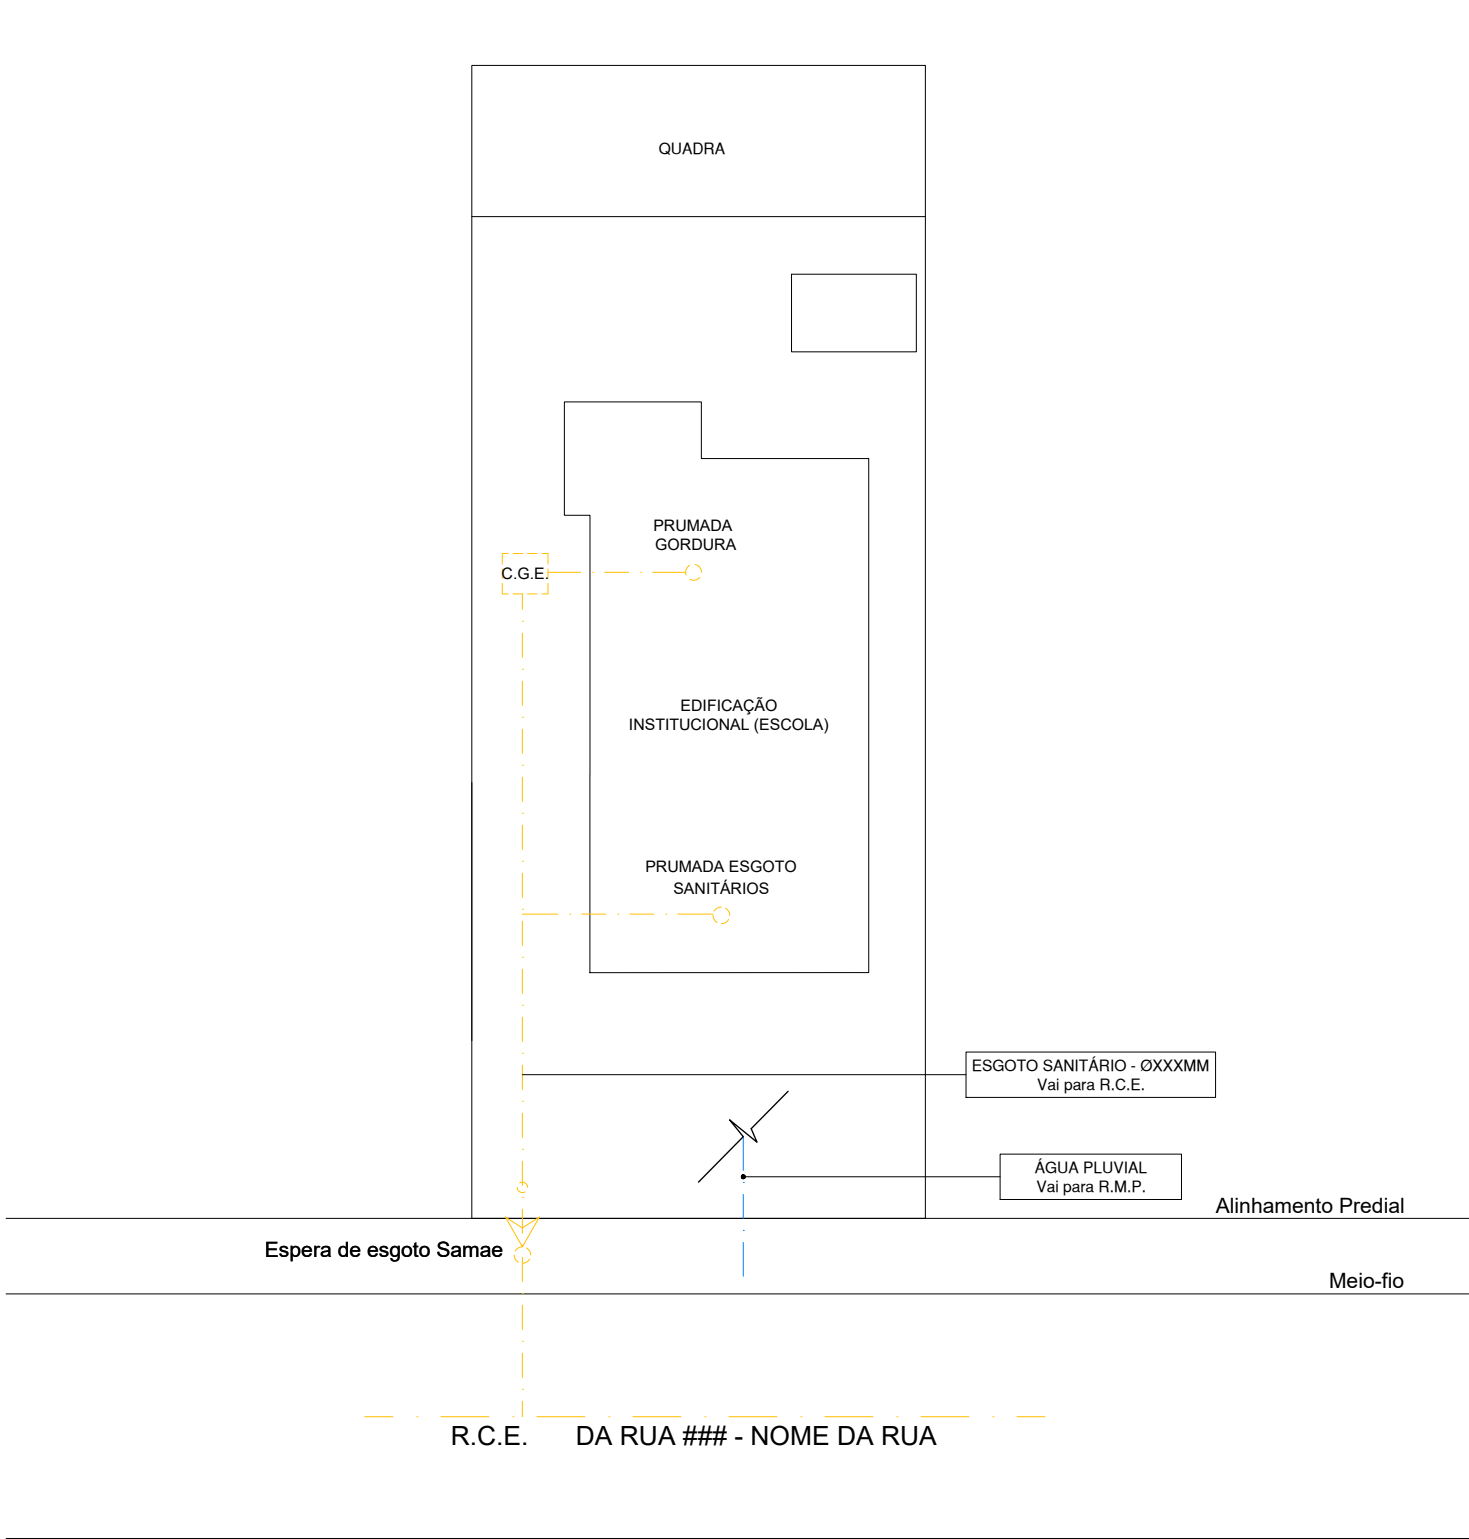 QUADRA
PRUMADA
GORDURA
C.G.E.
EDIFICAÇÃO
INSTITUCIONAL (ESCOLA)
PRUMADA ESGOTO
SANITÁRIOS
ESGOTO SANITÁRIO - ØXXXMM
Vai para R.C.E.
ÁGUA PLUVIAL
Vai para R.M.P.
Alinhamento Predial
Espera de esgoto Samae
Meio-fio
R.C.E. DA RUA ### - NOME DA RUA